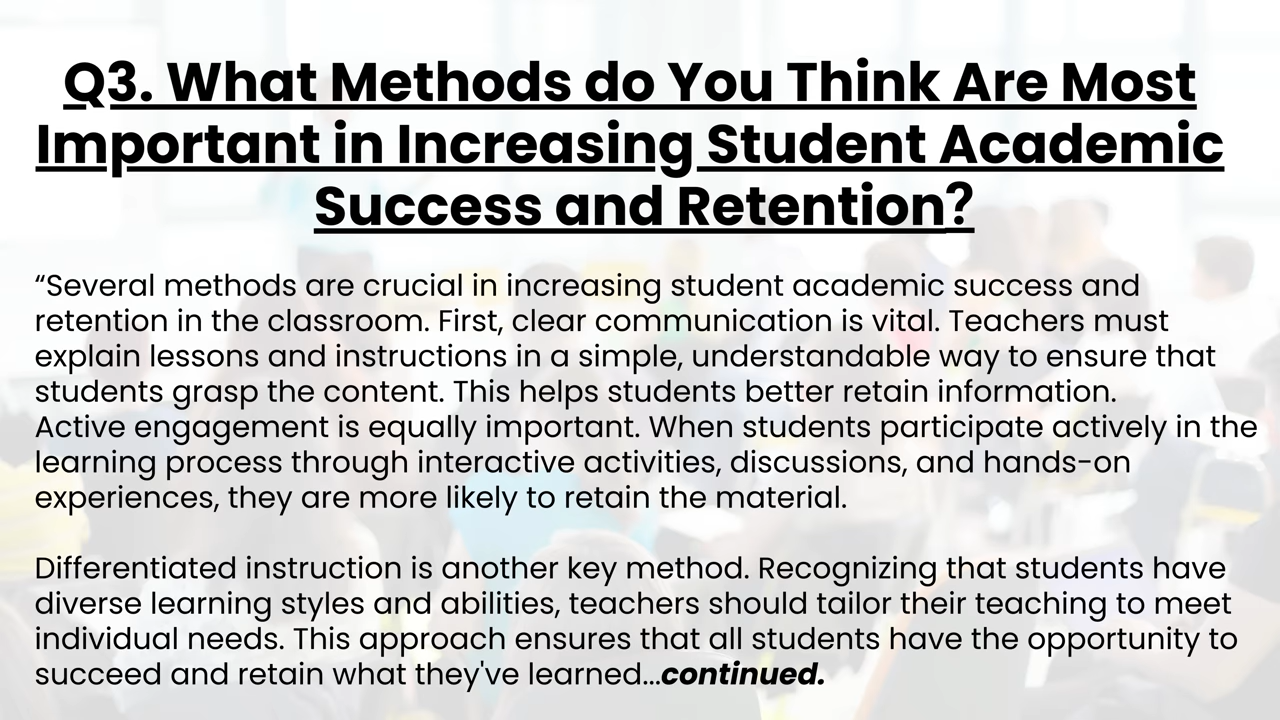 Q3. What Methods do You Think Are Most
Important in Increasing Student Academic
Success and Retention?
“Several methods are crucial in increasing student academic success and
retention in the classroom. First, clear communication is vital. Teachers must
explain lessons and instructions in a simple, understandable way to ensure that
students grasp the content. This helps students better retain information.
Active engagement is equally important. When students participate actively in the
learning process through interactive activities, discussions, and hands-on
experiences, they are more likely to retain the material.
Differentiated instruction is another key method. Recognizing that students have
diverse learning styles and abilities, teachers should tailor their teaching to meet
individual needs. This approach ensures that all students have the opportunity to
succeed and retain what they've learned...continued.